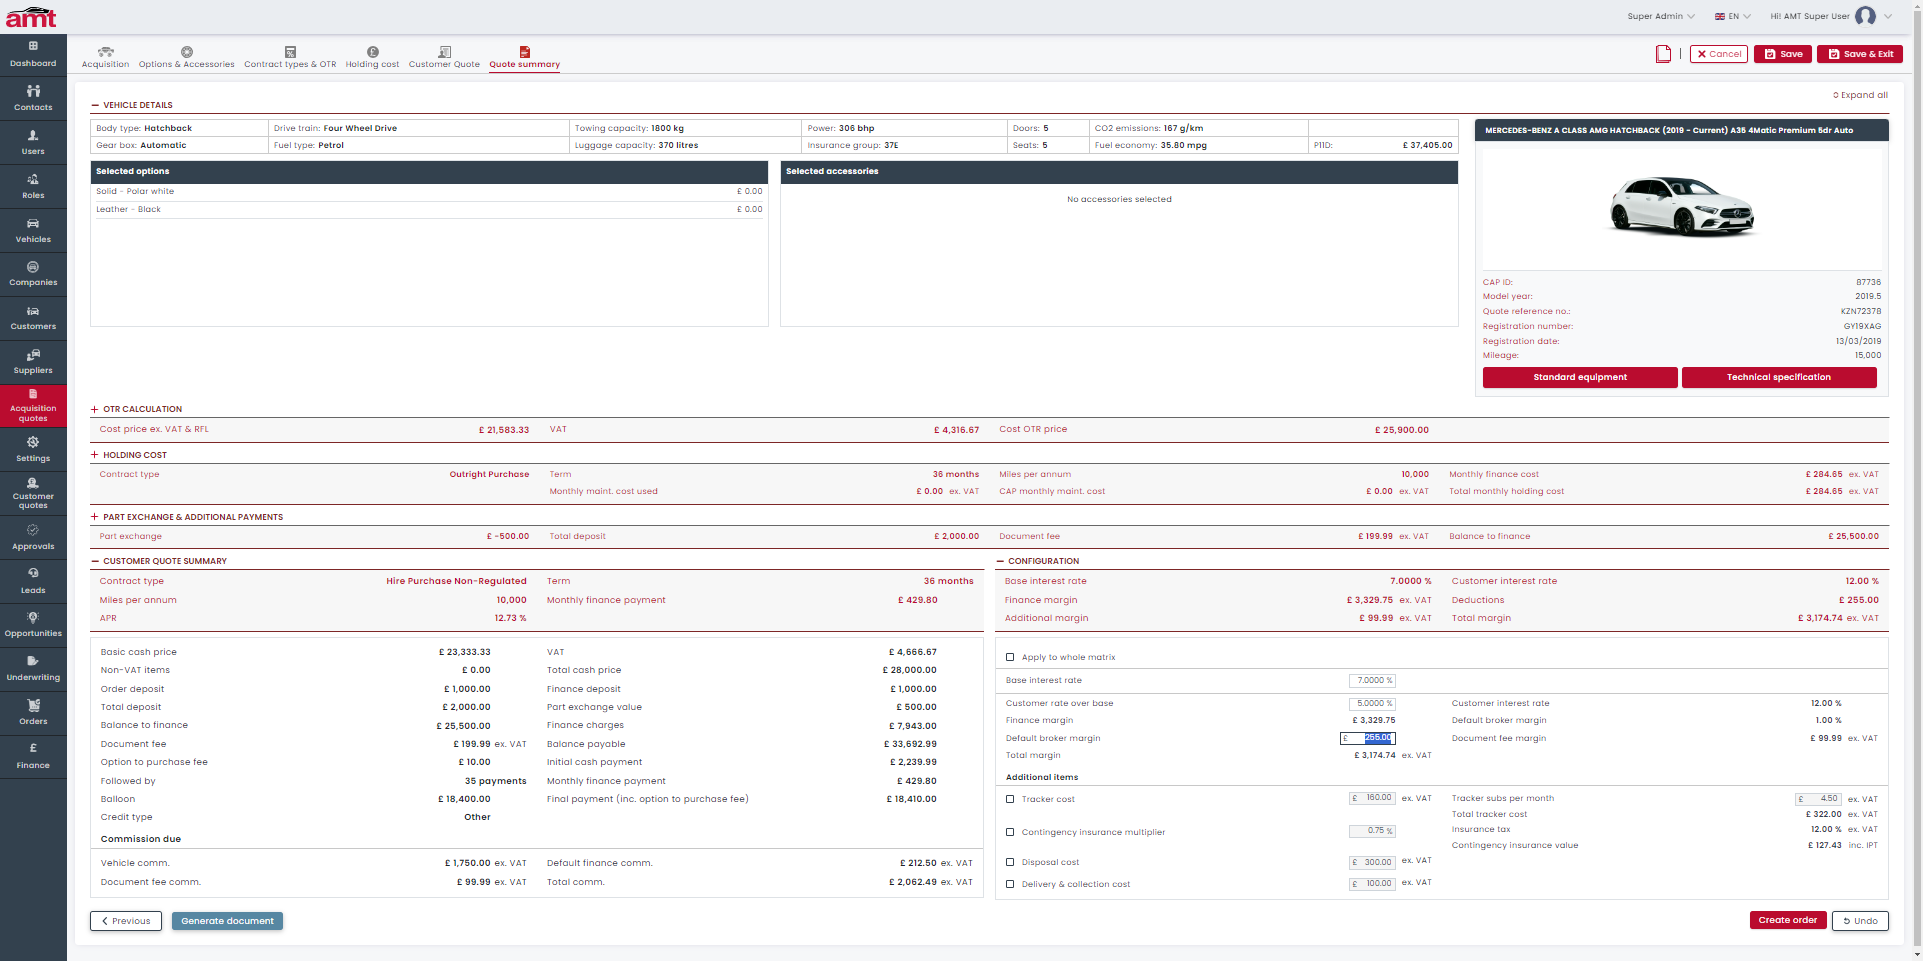 amt
Super Admin
EN
Hi! AMT Super User
Dashboard
Contacts
Users
Roles
Vehicles
Companies
Customers
Suppliers
Acquisition
quotes
Settings
Customer
quotes
Approvals
Leads
Opportunities
Underwriting
Orders
Finance
Acquisition Options & Accessories Contract types & OTR Holding cost Customer Quote Quote summary
Cancel Save Save & Exit
VEHICLE DETAILS
Expand all
Body type: Hatchback Drive train: Four Wheel Drive Towing capacity: 1800 kg Power: 306 bhp Doors: 5 CO2 emissions: 167 g/km
Gear box: Automatic Fuel type: Petrol Luggage capacity: 370 litres Insurance group: 37E Seats: 5 Fuel economy: 35.80 mpg P11D: £ 37,405.00
Selected options
Solid - Polar white £ 0.00
Leather - Black £ 0.00
Selected accessories
No accessories selected
MERCEDES-BENZ A CLASS AMG HATCHBACK (2019 - Current) A35 4Matic Premium 5dr Auto
CAP ID: 87736
Model year: 2019.5
Quote reference no.: KZN72378
Registration number: GY19XAG
Registration date: 13/03/2019
Mileage: 15,000
Standard equipment Technical specification
OTR CALCULATION
Cost price ex. VAT & RFL £ 21,583.33 VAT £ 4,316.67 Cost OTR price £ 25,900.00
HOLDING COST
Contract type Outright Purchase Term 36 months Miles per annum 10,000 Monthly finance cost £ 284.65 ex. VAT
Monthly maint. cost used £ 0.00 ex. VAT CAP monthly maint. cost £ 0.00 ex. VAT Total monthly holding cost £ 284.65 ex. VAT
PART EXCHANGE & ADDITIONAL PAYMENTS
Part exchange £ -500.00 Total deposit £ 2,000.00 Document fee £ 199.99 ex. VAT Balance to finance £ 25,500.00
CUSTOMER QUOTE SUMMARY
Contract type Hire Purchase Non-Regulated Term 36 months
Miles per annum 10,000 Monthly finance payment £ 429.80
APR 12.73 %
Basic cash price £ 23,333.33 VAT £ 4,666.67
Non-VAT items £ 0.00 Total cash price £ 28,000.00
Order deposit £ 1,000.00 Finance deposit £ 1,000.00
Total deposit £ 2,000.00 Part exchange value £ 500.00
Balance to finance £ 25,500.00 Finance charges £ 7,943.00
Document fee £ 199.99 ex. VAT Balance payable £ 33,692.99
Option to purchase fee £ 10.00 Initial cash payment £ 2,239.99
Followed by 35 payments Monthly finance payment £ 429.80
Balloon £ 18,400.00 Final payment (inc. option to purchase fee) £ 18,410.00
Credit type Other
Commission due
Vehicle comm. £ 1,750.00 ex. VAT Default finance comm. £ 212.50 ex. VAT
Document fee comm. £ 99.99 ex. VAT Total comm. £ 2,062.49 ex. VAT
CONFIGURATION
Base interest rate 7.0000 % Customer interest rate 12.00 %
Finance margin £ 3,329.75 ex. VAT Deductions £ 255.00
Additional margin £ 99.99 ex. VAT Total margin £ 3,174.74 ex. VAT
Apply to whole matrix
Base interest rate 7.0000 %
Customer rate over base 5.0000 % Customer interest rate 12.00 %
Finance margin £ 3,329.75 Default broker margin 1.00 %
Default broker margin £ 255.00 Document fee margin £ 99.99 ex. VAT
Total margin £ 3,174.74 ex. VAT
Additional items
Tracker cost £ 160.00 ex. VAT Tracker subs per month £ 4.50 ex. VAT
Total tracker cost £ 322.00 ex. VAT
Contingency insurance multiplier 0.75 % Insurance tax 12.00 % ex. VAT
Contingency insurance value £ 127.43 inc. IPT
Disposal cost £ 300.00 ex. VAT
Delivery & collection cost £ 100.00 ex. VAT
Previous Generate document Create order Undo